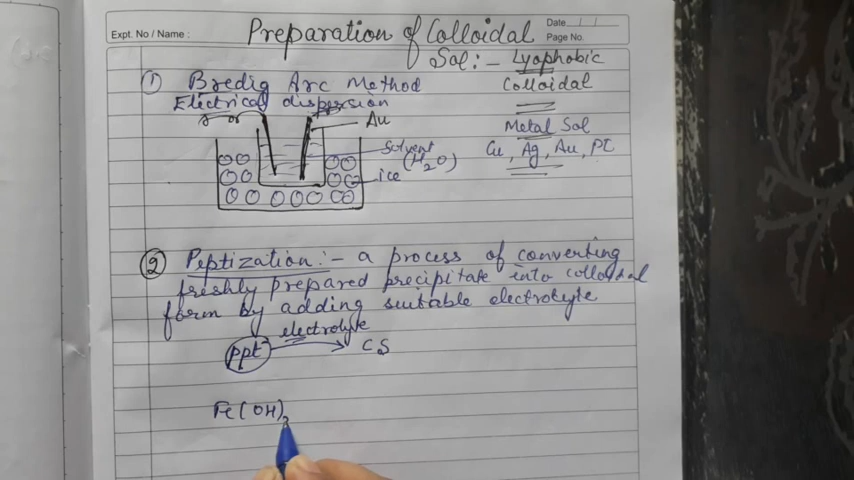 Expt. No / Name :
Preparation of Colloidal
Date / /
Page No.
Sol :- Lyophobic
Colloidal
① Bredig Arc Method
Electrical dispersion
Au
Metal Sol
Cu, Ag, Au, Pt
Solvent
(H2O)
ice
② Peptization :- a process of converting
freshly prepared precipitate into colloidal
form by adding suitable electrolyte
electrolyte
ppt → CS
Fe(OH)3